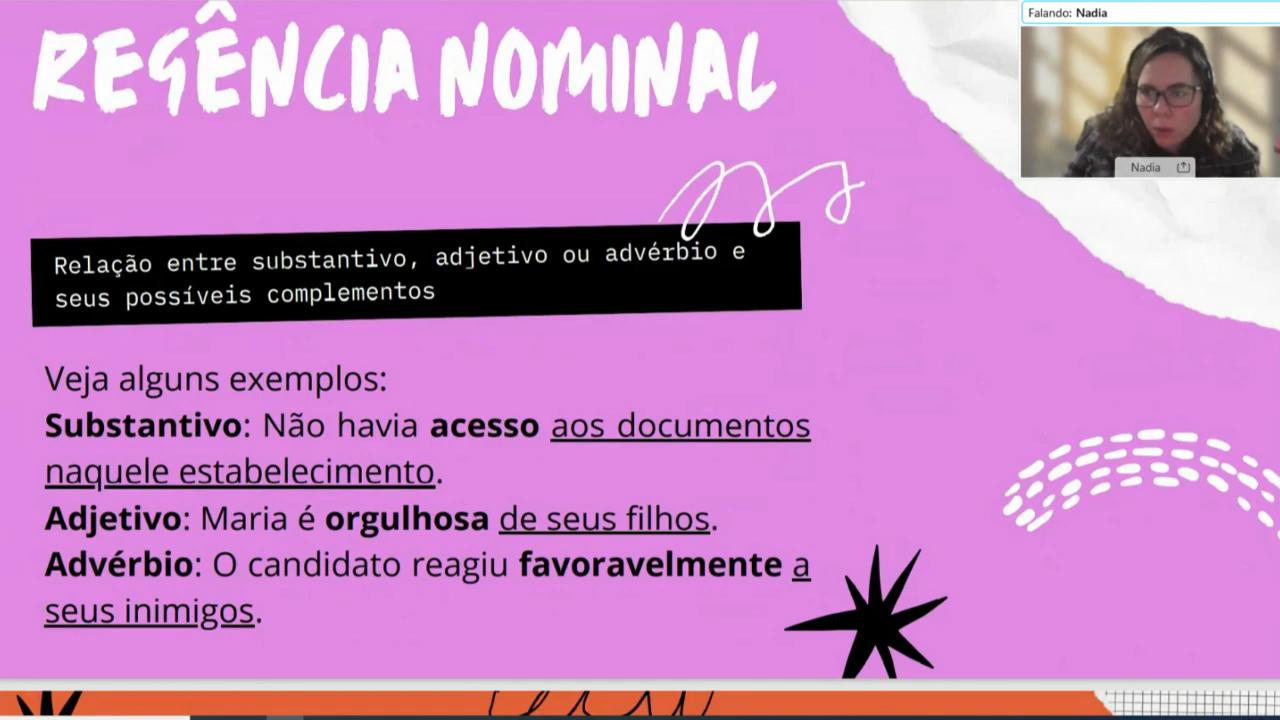 REGÊNCIA NOMINAL
Falando: Nadia
Nadia
Relação entre substantivo, adjetivo ou advérbio e
seus possíveis complementos
Veja alguns exemplos:
Substantivo: Não havia acesso aos documentos
naquele estabelecimento.
Adjetivo: Maria é orgulhosa de seus filhos.
Advérbio: O candidato reagiu favoravelmente a
seus inimigos.